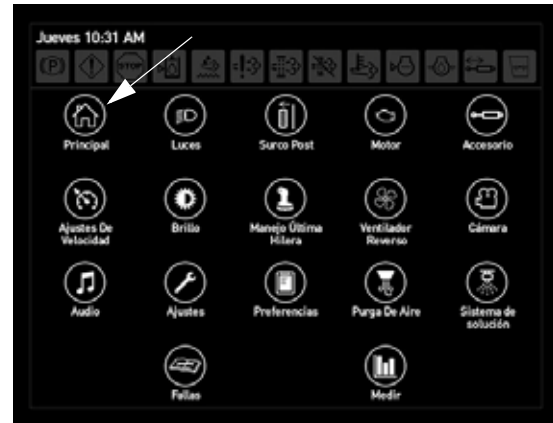 Jueves 10:31 AM
STOP
Principal
Luces
Surco Post
Motor
Accesorio
Ajustes De
Velocidad
Brillo
Manejo Última
Hilera
Ventilador
Reverso
Cámara
Audio
Ajustes
Preferencias
Purga De Aire
Sistema de
solución
Fallas
Medir